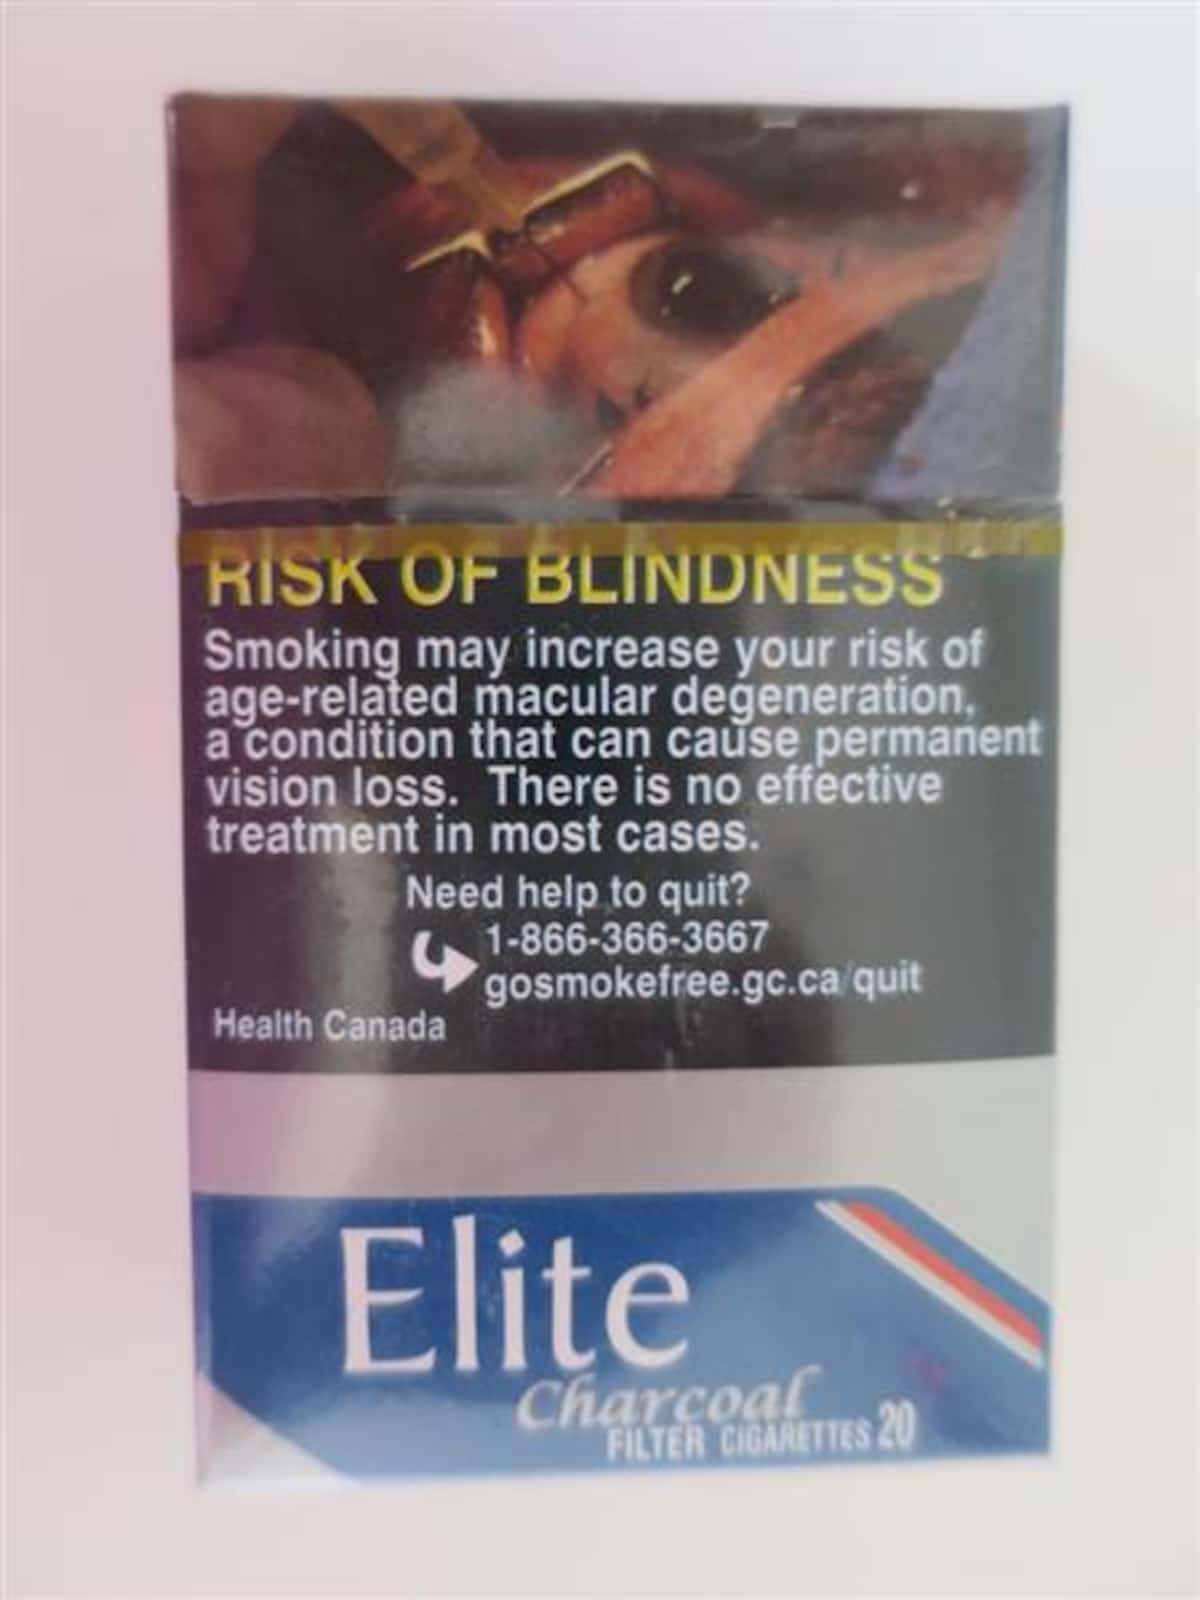 RISK OF BLINDNESS
Smoking may increase your risk of
age-related macular degeneration,
a condition that can cause permanent
vision loss. There is no effective
treatment in most cases.
Need help to quit?
1-866-366-3667
gosmokefree.gc.ca/quit
Health Canada
Elite
Charcoal
FILTER CIGARETTES 20